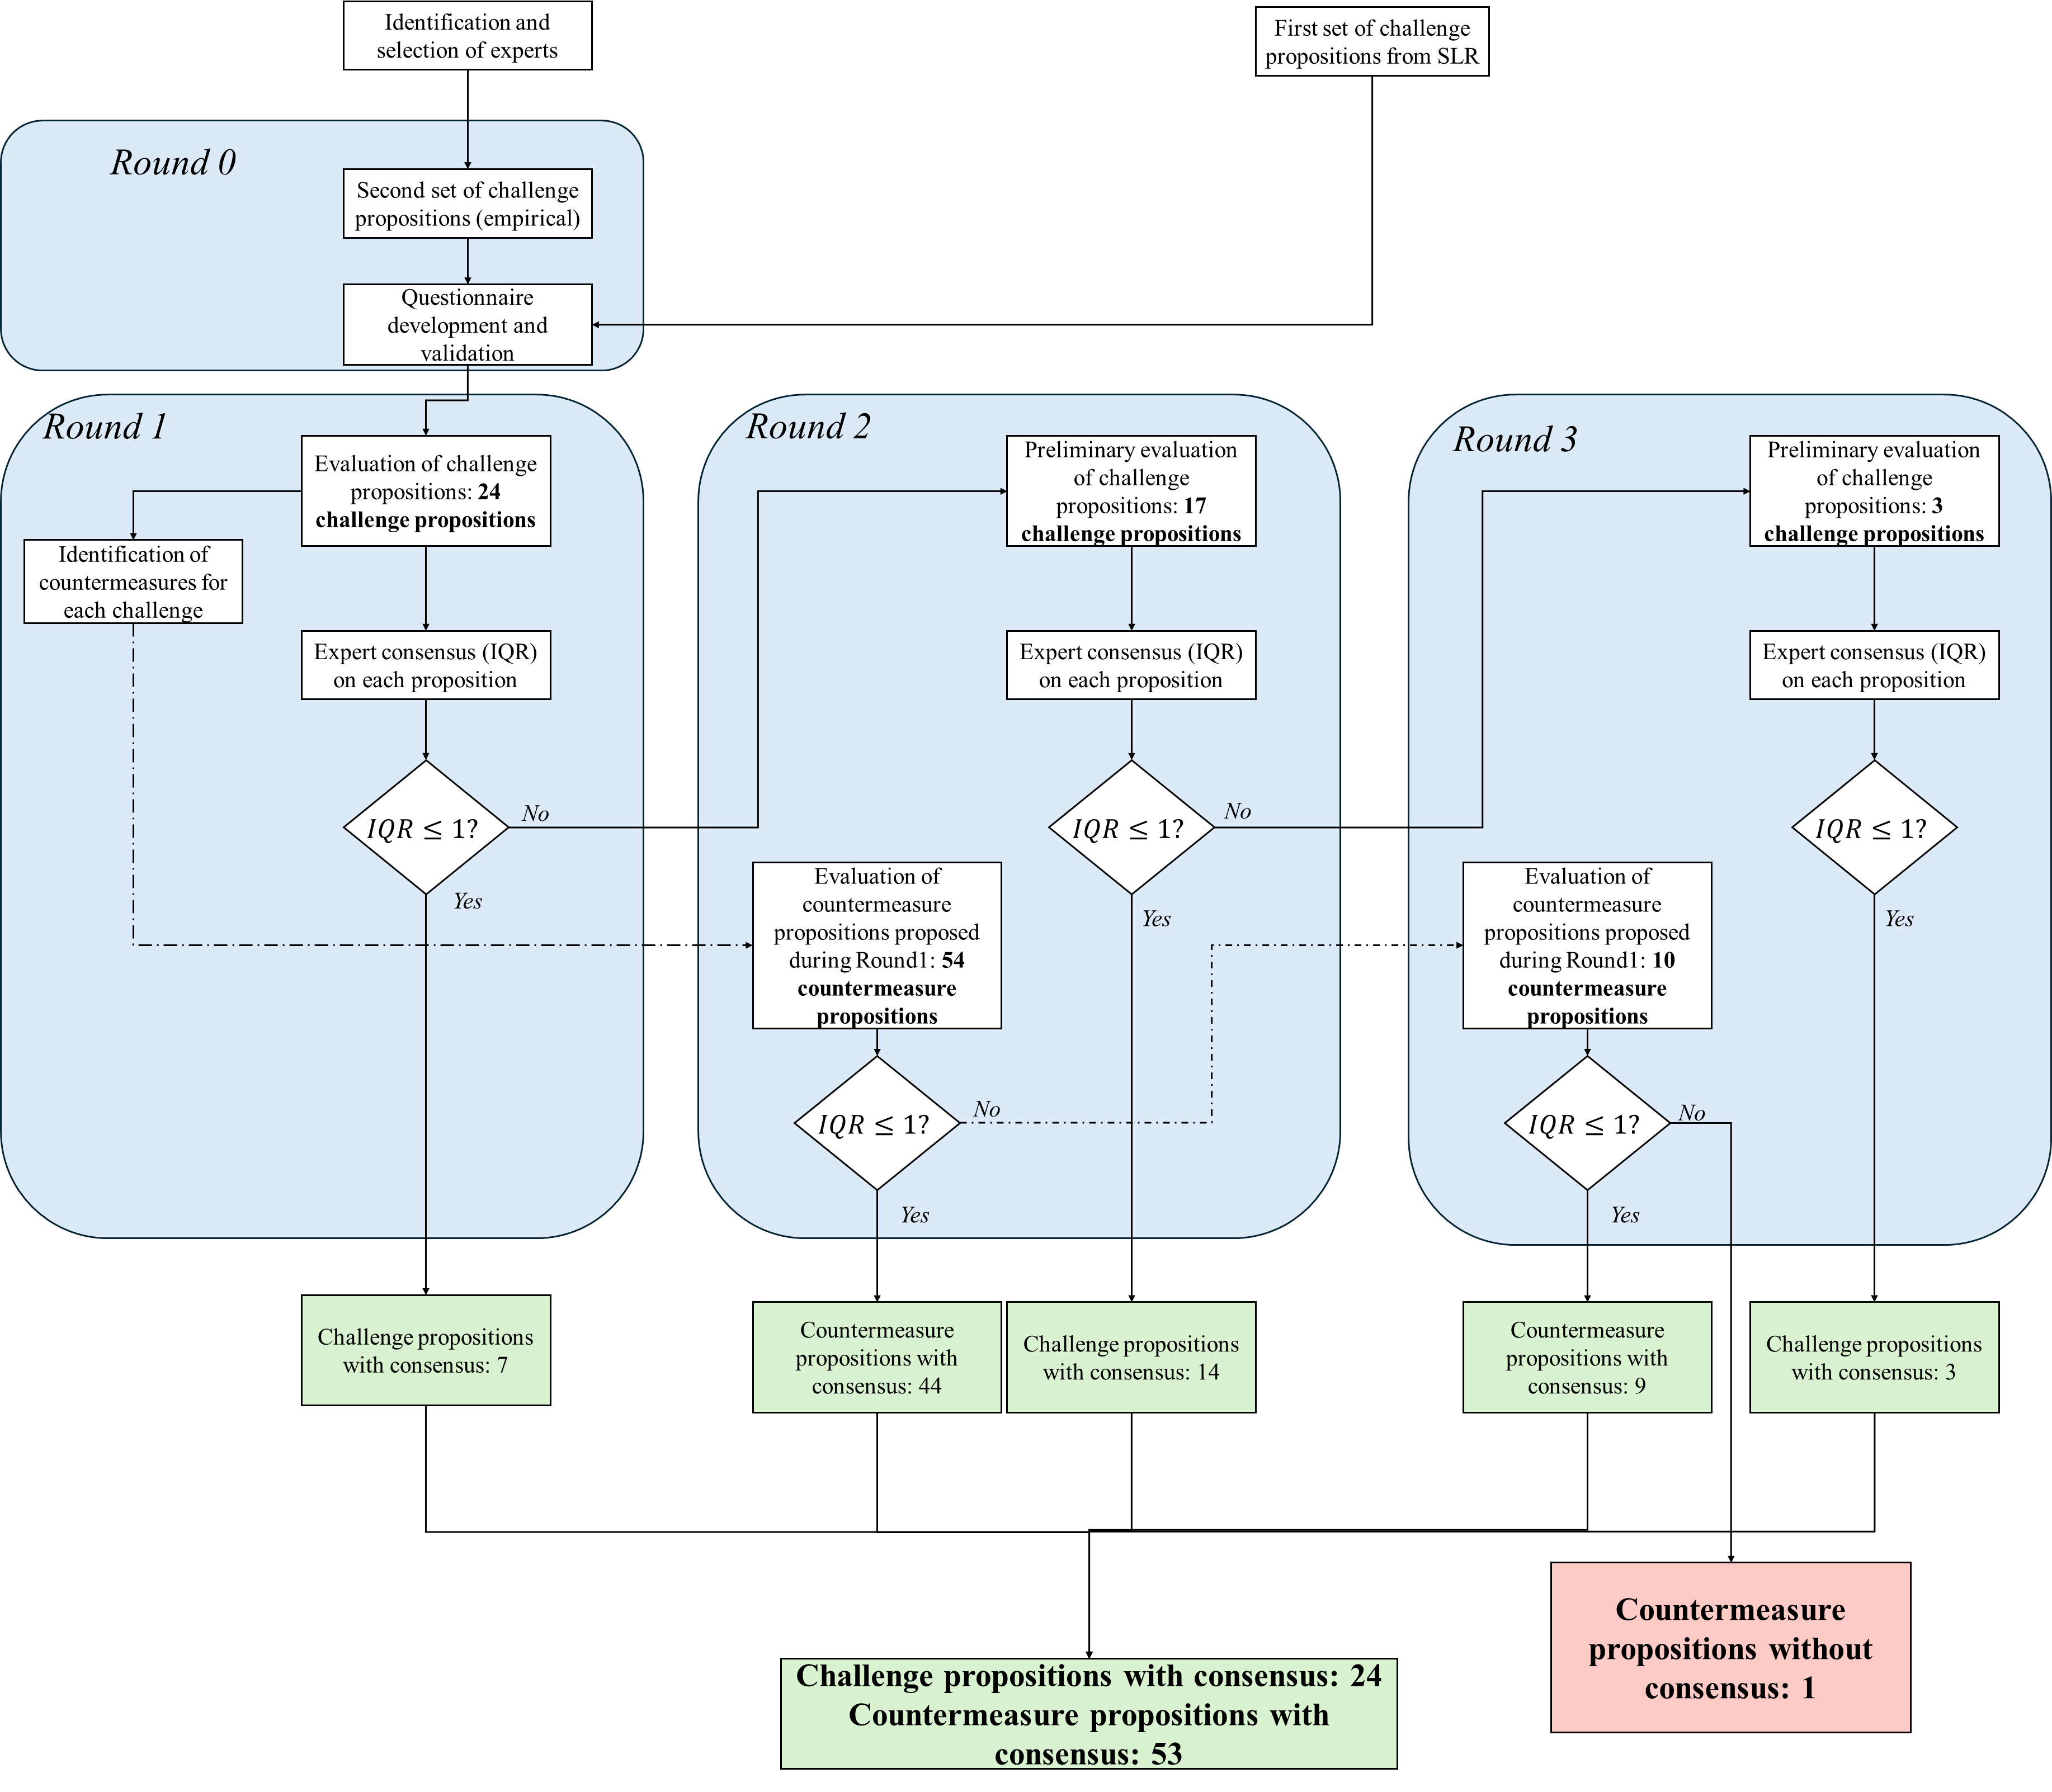 Identification and
selection of experts
First set of challenge
propositions from SLR
Round 0
Second set of challenge
propositions (empirical)
Questionnaire
development and
validation
Round 1
Evaluation of challenge
propositions: 24
challenge propositions
Identification of
countermeasures for
each challenge
Expert consensus (IQR)
on each proposition
IQR ≤ 1?
No
Yes
Round 2
Preliminary evaluation
of challenge
propositions: 17
challenge propositions
Expert consensus (IQR)
on each proposition
IQR ≤ 1?
No
Yes
Evaluation of
countermeasure
propositions proposed
during Round1: 54
countermeasure
propositions
IQR ≤ 1?
No
Yes
Round 3
Preliminary evaluation
of challenge
propositions: 3
challenge propositions
Expert consensus (IQR)
on each proposition
IQR ≤ 1?
Yes
Evaluation of
countermeasure
propositions proposed
during Round1: 10
countermeasure
propositions
IQR ≤ 1?
No
Yes
Challenge propositions
with consensus: 7
Countermeasure
propositions with
consensus: 44
Challenge propositions
with consensus: 14
Countermeasure
propositions with
consensus: 9
Challenge propositions
with consensus: 3
Countermeasure
propositions without
consensus: 1
Challenge propositions with consensus: 24
Countermeasure propositions with
consensus: 53